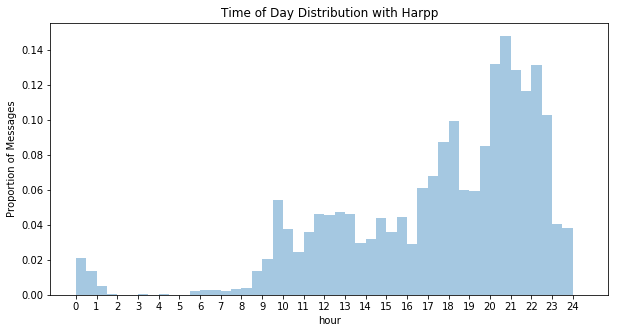 Time of Day Distribution with Harpp
0.14
0.12
0.10
0.08
0.06
0.04
0.02
0.00
Proportion of Messages
0 1 2 3 4 5 6 7 8 9 10 11 12 13 14 15 16 17 18 19 20 21 22 23 24
hour